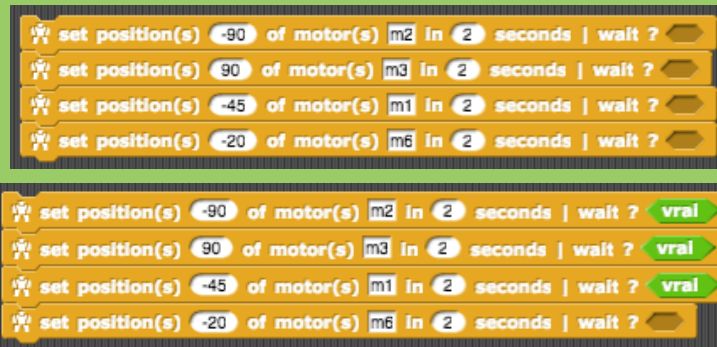 set position(s) -90 of motor(s) m2 in 2 seconds | wait ?
set position(s) 90 of motor(s) m3 in 2 seconds | wait ?
set position(s) -45 of motor(s) m1 in 2 seconds | wait ?
set position(s) -20 of motor(s) m6 in 2 seconds | wait ?
set position(s) -90 of motor(s) m2 in 2 seconds | wait ? vrai
set position(s) 90 of motor(s) m3 in 2 seconds | wait ? vrai
set position(s) -45 of motor(s) m1 in 2 seconds | wait ? vrai
set position(s) -20 of motor(s) m6 in 2 seconds | wait ?